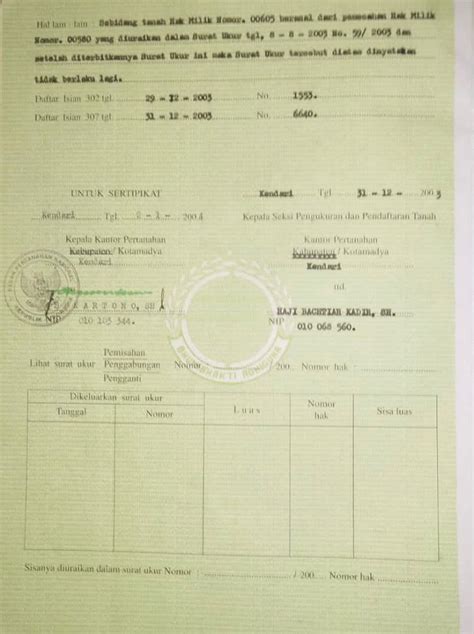 Hal lain - lain : Sebidang tanah Hak Milik Nomor. 00605 berasal dari pemecahan Hak Milik
Nomor. 00580 yang diuraikan dalam Surat Ukur tgl, 8 - 8 - 2003 No. 59/ 2003 dan
setelah diterbitkannya Surat Ukur ini maka Surat Ukur tersebut diatas dinyatakan
tidak berlaku lagi.
Daftar Isian 302 tgl. 29 - 12 - 2003 No. 1553.
Daftar Isian 307 tgl. 31 - 12 - 2003 No. 6640.
UNTUK SERTIPIKAT
Kendari Tgl. 31 - 12 - 2003
Kendari Tgl. 2 - 1 - 2004
Kepala Seksi Pengukuran dan Pendaftaran Tanah
Kepala Kantor Pertanahan
Kabupaten / Kotamadya
Kendari
Kantor Pertanahan
Kabupaten / Kotamadya
Kendari
ttd.
KARTONO, SH
NIP 010 205 344.
HAJI BACHTIAR KADIR, SH.
NIP 010 068 560.
Lihat surat ukur Pemisahan Penggabungan Pengganti Nomor / 200 Nomor hak :
Dikeluarkan surat ukur
Tanggal Nomor Luas Nomor hak Sisa luas
Sisanya diuraikan dalam surat ukur Nomor : / 200 Nomor hak